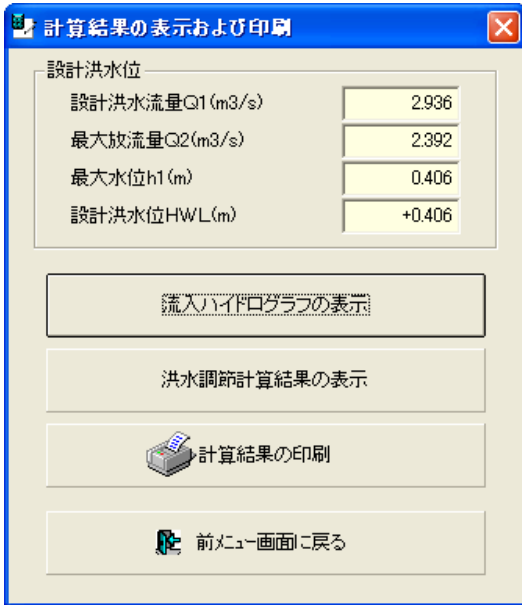 計算結果の表示および印刷
設計洪水位
設計洪水流量Q1(m3/s) 2.936
最大放流量Q2(m3/s) 2.392
最大水位h1(m) 0.406
設計洪水位HWL(m) +0.406
流入ハイドログラフの表示
洪水調節計算結果の表示
計算結果の印刷
前メニュー画面に戻る